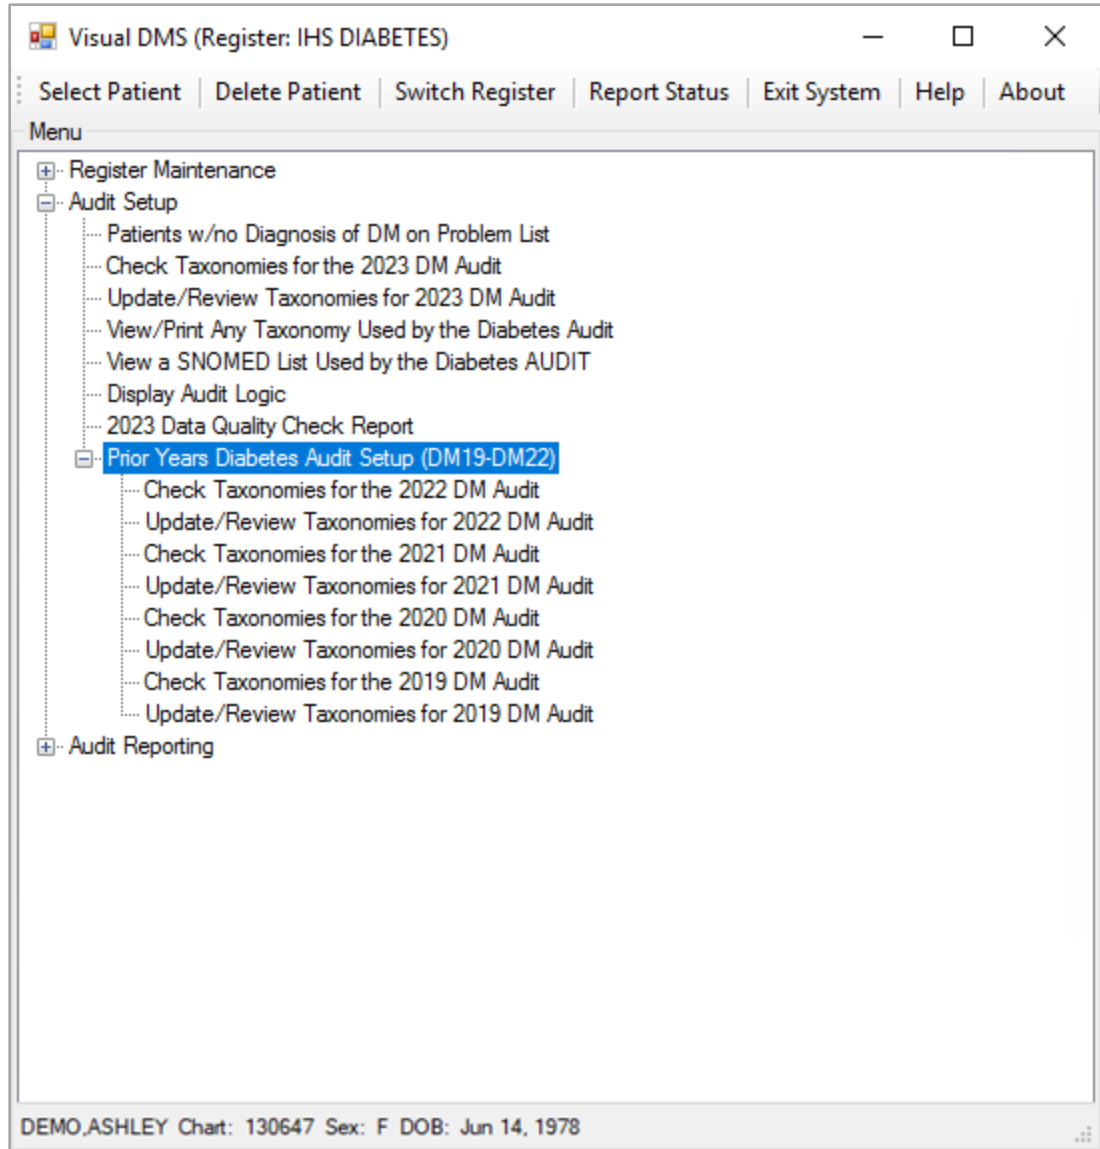 Visual DMS (Register: IHS DIABETES)
Select Patient Delete Patient Switch Register Report Status Exit System Help About
Menu
Register Maintenance
Audit Setup
Patients w/no Diagnosis of DM on Problem List
Check Taxonomies for the 2023 DM Audit
Update/Review Taxonomies for 2023 DM Audit
View/Print Any Taxonomy Used by the Diabetes Audit
View a SNOMED List Used by the Diabetes AUDIT
Display Audit Logic
2023 Data Quality Check Report
Prior Years Diabetes Audit Setup (DM19-DM22)
Check Taxonomies for the 2022 DM Audit
Update/Review Taxonomies for 2022 DM Audit
Check Taxonomies for the 2021 DM Audit
Update/Review Taxonomies for 2021 DM Audit
Check Taxonomies for the 2020 DM Audit
Update/Review Taxonomies for 2020 DM Audit
Check Taxonomies for the 2019 DM Audit
Update/Review Taxonomies for 2019 DM Audit
Audit Reporting
DEMO,ASHLEY Chart: 130647 Sex: F DOB: Jun 14, 1978